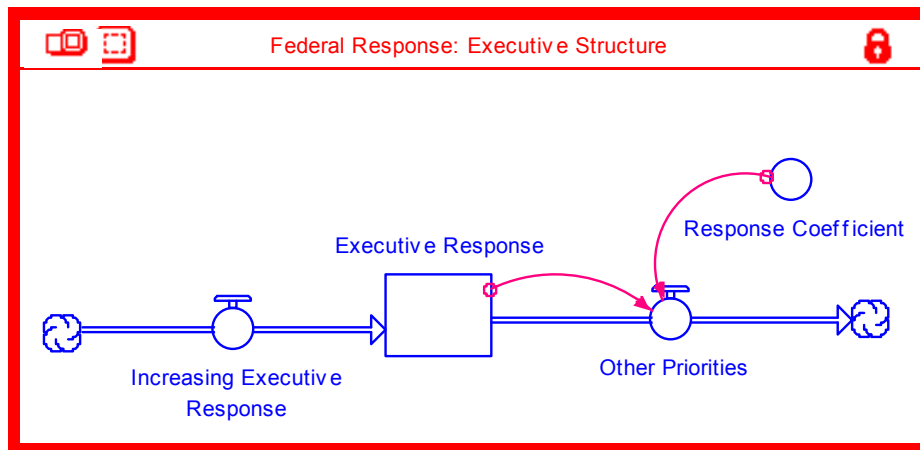 Federal Response: Executive Structure
Response Coefficient
Executive Response
Increasing Executive
Response
Other Priorities